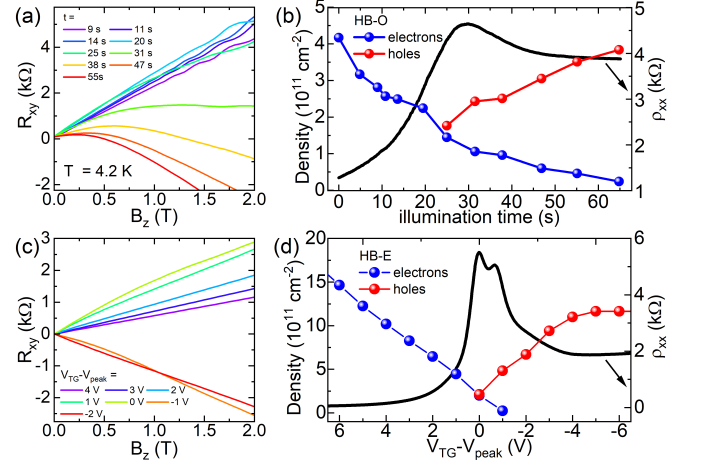 (a)
t =
9 s 11 s
14 s 20 s
25 s 31 s
38 s 47 s
55s
T = 4.2 K
R_xy (kΩ)
4
2
0
-2
0.0 0.5 1.0 1.5 2.0
B_z (T)
(b)
HB-O
electrons
holes
Density (10^11 cm^-2)
5
4
3
2
1
0
ρ_xx (kΩ)
5
4
3
2
1
0 10 20 30 40 50 60
illumination time (s)
(c)
R_xy (kΩ)
3
2
1
0
-1
-2
V_TG-V_peak =
4 V 3 V 2 V
1 V 0 V -1 V
-2 V
0.0 0.5 1.0 1.5 2.0
B_z (T)
(d)
HB-E
electrons
holes
Density (10^11 cm^-2)
20
15
10
5
0
ρ_xx (kΩ)
6
4
2
0
6 4 2 0 -2 -4 -6
V_TG-V_peak (V)